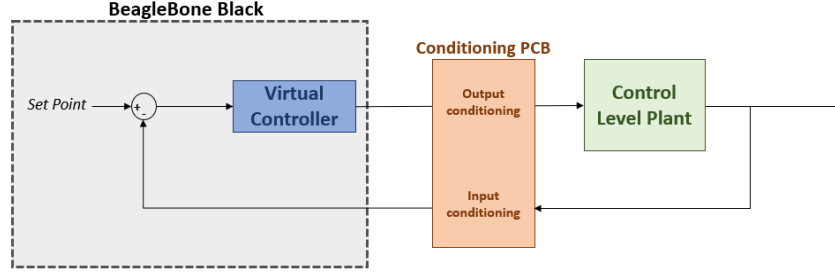 BeagleBone Black
Conditioning PCB
Set Point
+
-
Virtual
Controller
Output
conditioning
Control
Level Plant
Input
conditioning